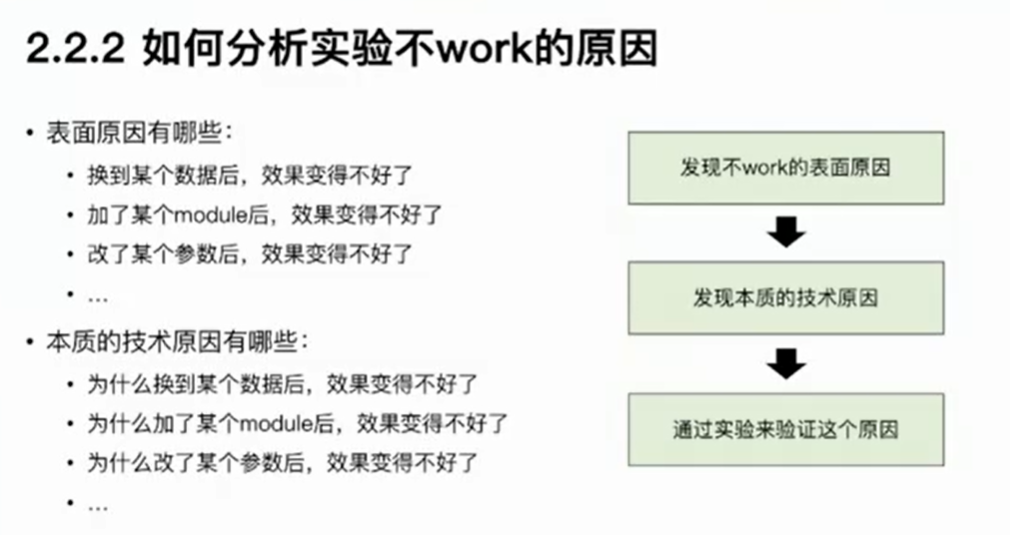 2.2.2 如何分析实验不work的原因
• 表面原因有哪些：
• 换到某个数据后，效果变得不好了
• 加了某个module后，效果变得不好了
• 改了某个参数后，效果变得不好了
• …
• 本质的技术原因有哪些：
• 为什么换到某个数据后，效果变得不好了
• 为什么加了某个module后，效果变得不好了
• 为什么改了某个参数后，效果变得不好了
• …
发现不work的表面原因
发现本质的技术原因
通过实验来验证这个原因